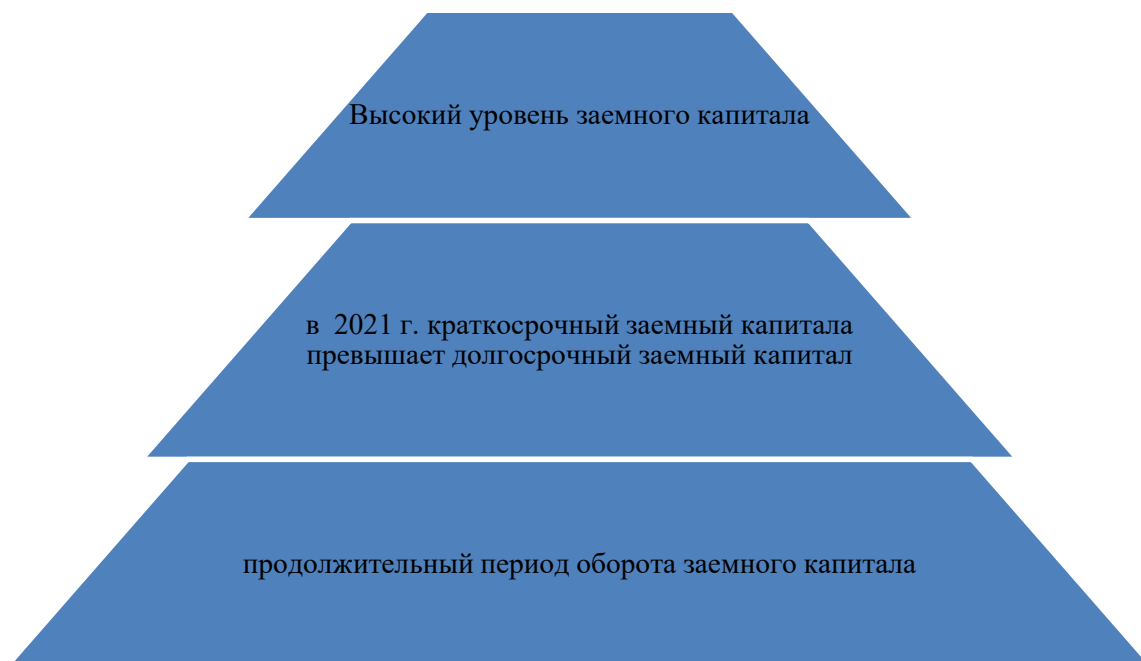 Высокий уровень заемного капитала
в 2021 г. краткосрочный заемный капитала
превышает долгосрочный заемный капитал
продолжительный период оборота заемного капитала